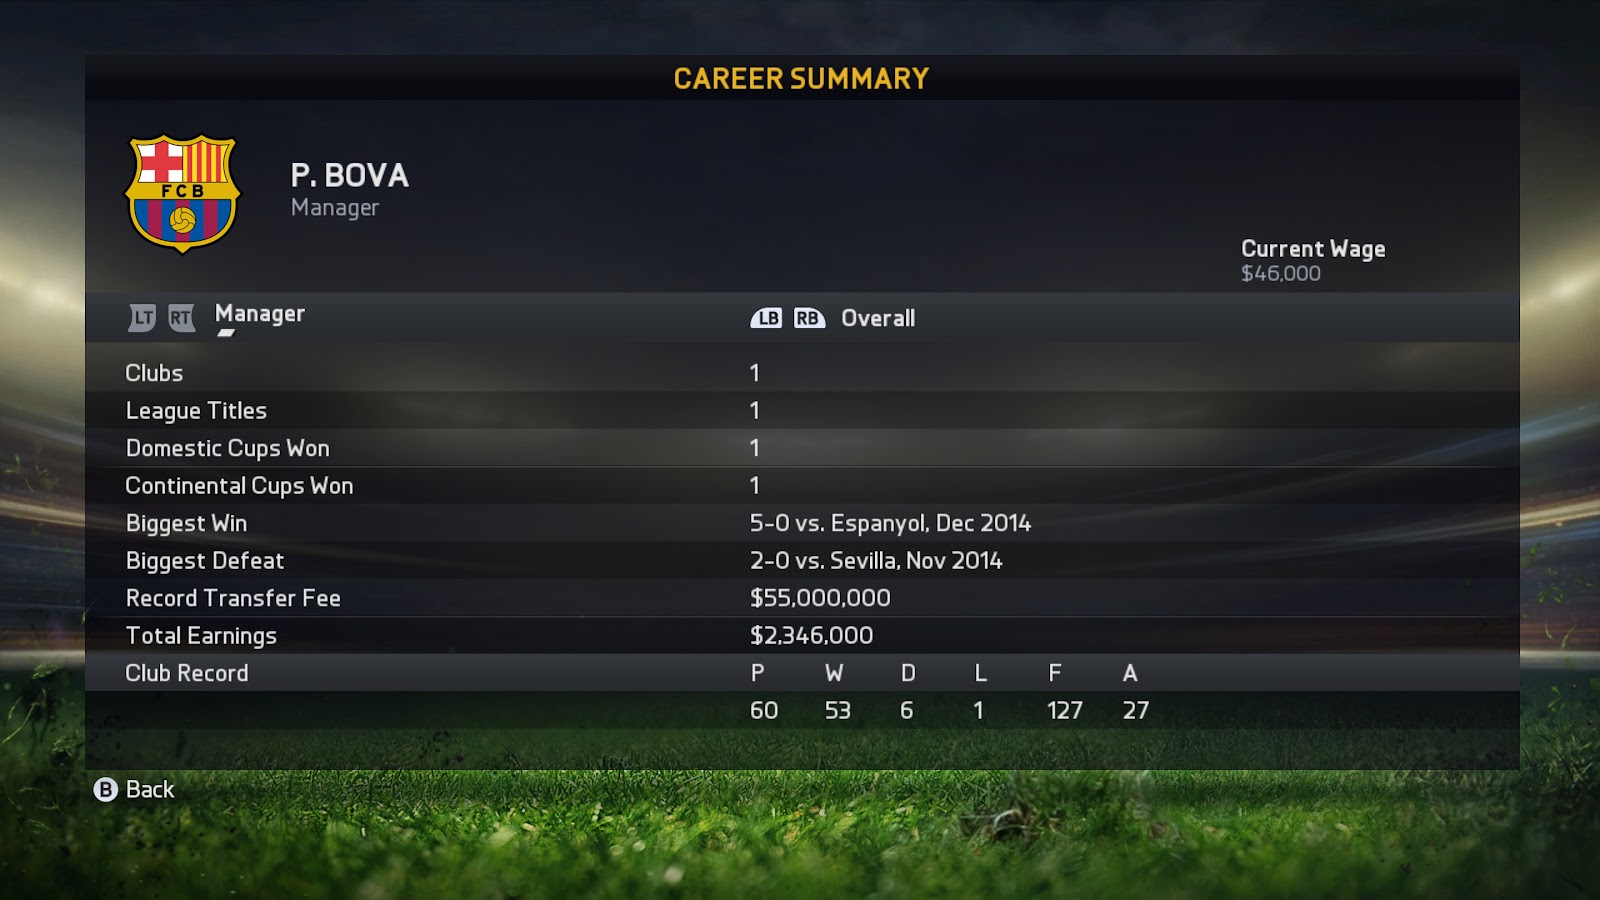 CAREER SUMMARY
FCB
P. BOVA
Manager
Current Wage
$46,000
LT RT Manager LB RB Overall
Clubs 1
League Titles 1
Domestic Cups Won 1
Continental Cups Won 1
Biggest Win 5-0 vs. Espanyol, Dec 2014
Biggest Defeat 2-0 vs. Sevilla, Nov 2014
Record Transfer Fee $55,000,000
Total Earnings $2,346,000
Club Record P W D L F A
60 53 6 1 127 27
B Back